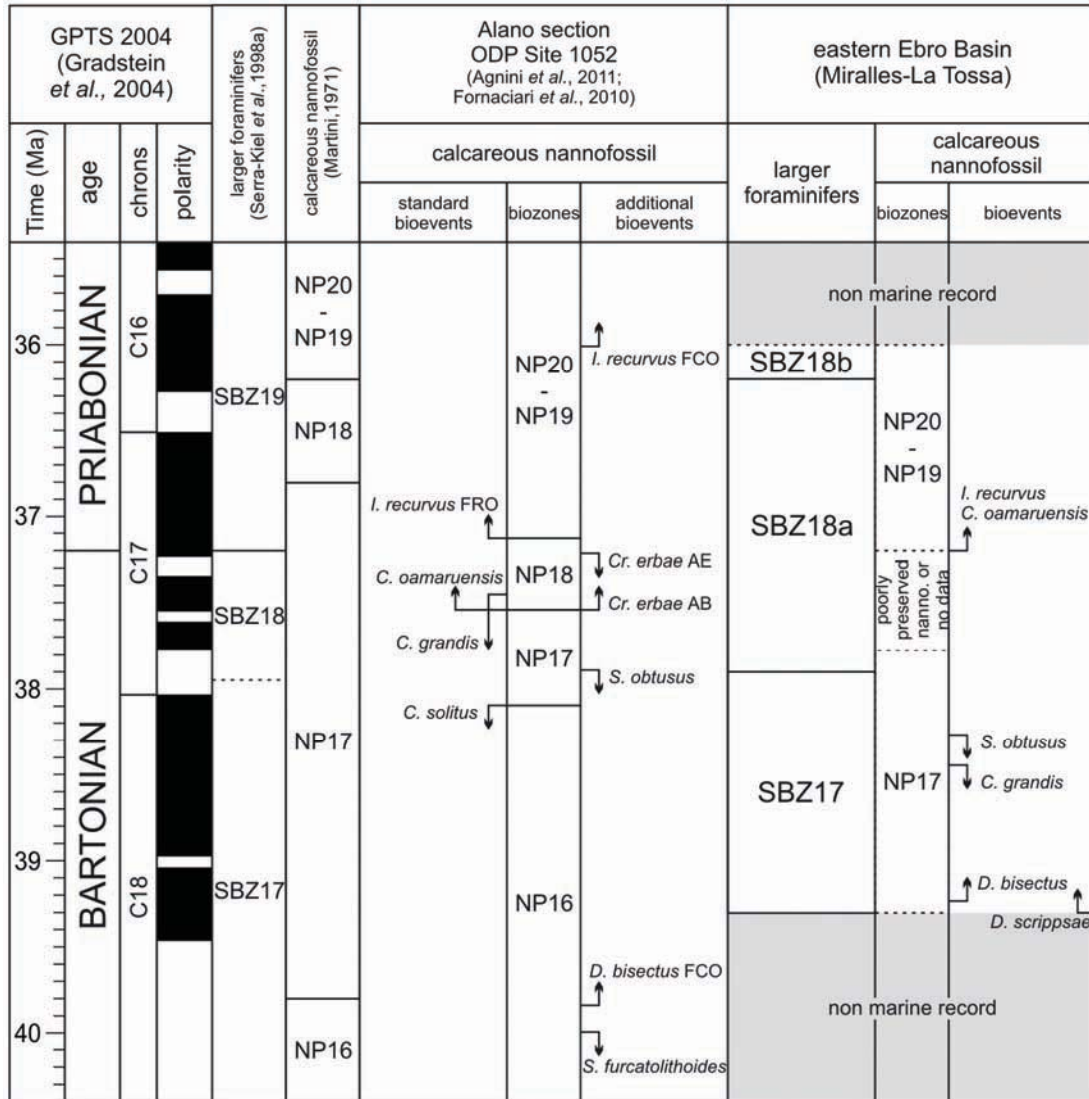 GPTS 2004
(Gradstein
et al., 2004)
Time (Ma)
age
chrons
polarity
larger foraminifers
(Serra-Kiel et al.,1998a)
calcareous nannofossil
(Martini,1971)
Alano section
ODP Site 1052
(Agnini et al., 2011;
Fornaciari et al., 2010)
calcareous nannofossil
standard
bioevents
biozones
additional
bioevents
eastern Ebro Basin
(Miralles-La Tossa)
larger
foraminifers
calcareous
nannofossil
biozones
bioevents
36
37
38
39
40
PRIABONIAN
BARTONIAN
C16
C17
C18
SBZ19
SBZ18
SBZ17
NP20
-
NP19
NP18
NP17
NP16
I. recurvus FRO
C. oamaruensis
C. grandis
C. solitus
NP20
-
NP19
NP18
NP17
NP16
I. recurvus FCO
Cr. erbae AE
Cr. erbae AB
S. obtusus
D. bisectus FCO
S. furcatolithoides
non marine record
SBZ18b
SBZ18a
SBZ17
NP20
-
NP19
poorly
preserved
nanno. or
no data
NP17
I. recurvus
C. oamaruensis
S. obtusus
C. grandis
D. bisectus
D. scrippsae
non marine record